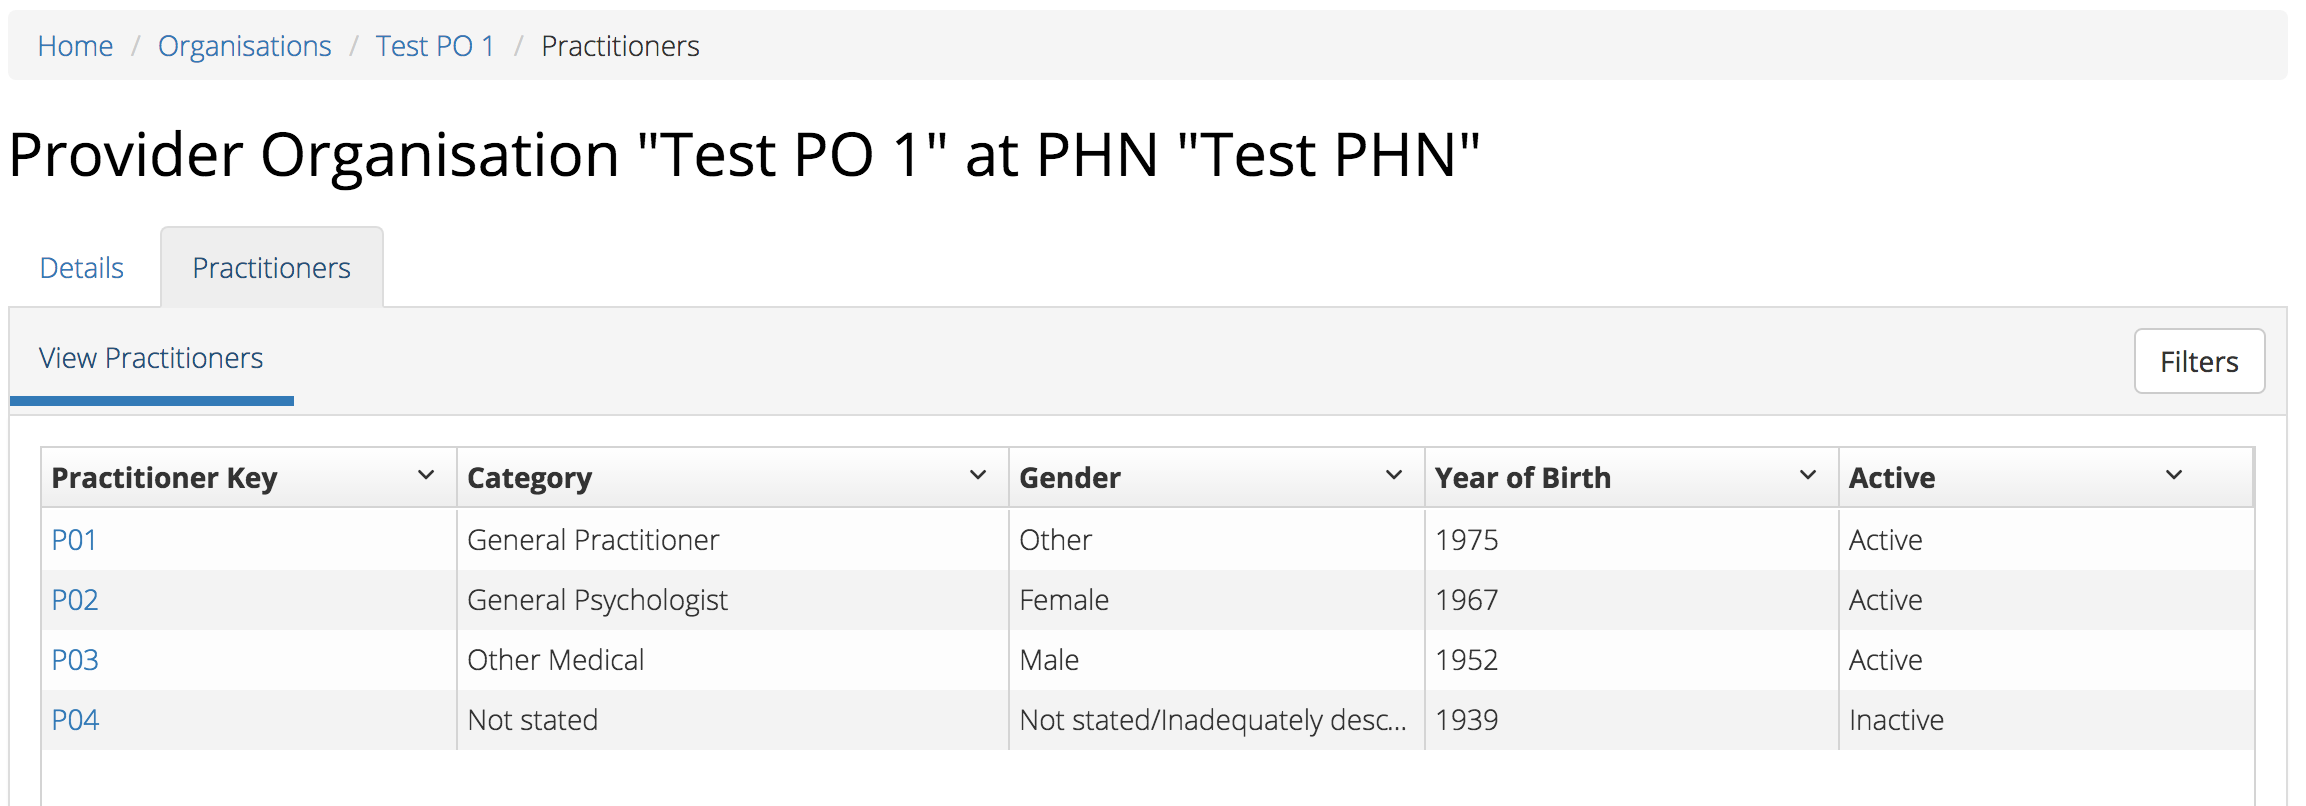 Home / Organisations / Test PO 1 / Practitioners
Provider Organisation "Test PO 1" at PHN "Test PHN"
Details Practitioners
View Practitioners Filters
Practitioner Key Category Gender Year of Birth Active
P01 General Practitioner Other 1975 Active
P02 General Psychologist Female 1967 Active
P03 Other Medical Male 1952 Active
P04 Not stated Not stated/Inadequately desc... 1939 Inactive